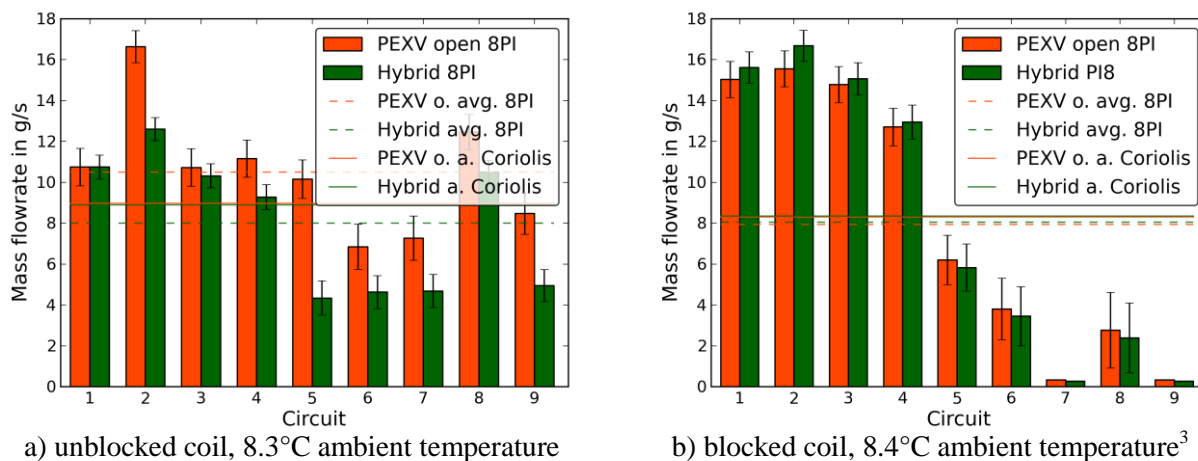 18
16
14
12
10
8
6
4
2
0
Mass flowrate in g/s
PEXV open 8PI
Hybrid 8PI
PEXV o. avg. 8PI
Hybrid avg. 8PI
PEXV o. a. Coriolis
Hybrid a. Coriolis
1 2 3 4 5 6 7 8 9
Circuit
a) unblocked coil, 8.3°C ambient temperature
18
16
14
12
10
8
6
4
2
0
Mass flowrate in g/s
PEXV open 8PI
Hybrid PI8
PEXV o. avg. 8PI
Hybrid avg. 8PI
PEXV o. a. Coriolis
Hybrid a. Coriolis
1 2 3 4 5 6 7 8 9
Circuit
b) blocked coil, 8.4°C ambient temperature³